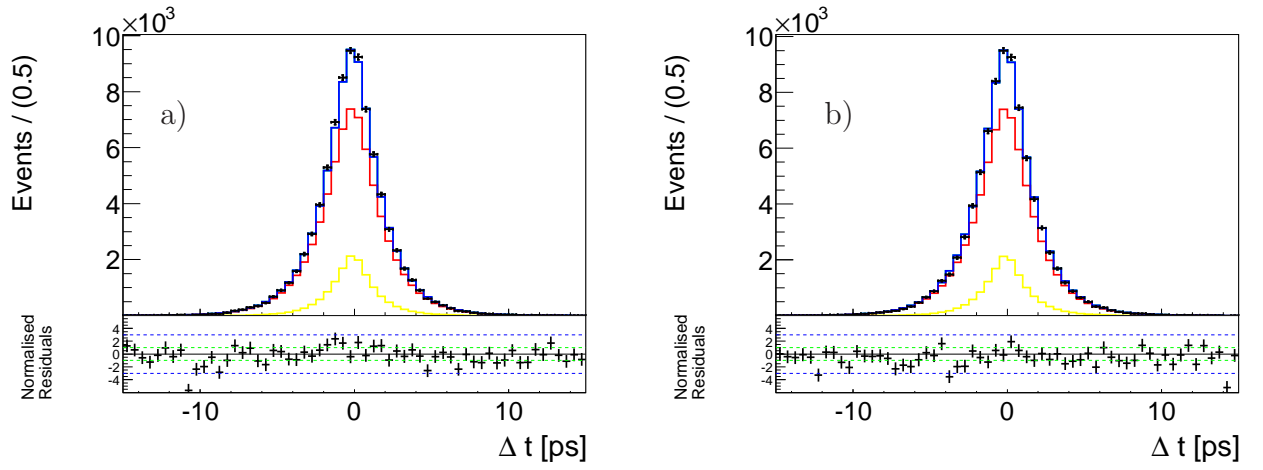 10×10³
8
6
4
2
Events / (0.5)
a)
4
2
0
-2
-4
Normalised
Residuals
-10 0 10
Δ t [ps]
10×10³
8
6
4
2
Events / (0.5)
b)
4
2
0
-2
-4
Normalised
Residuals
-10 0 10
Δ t [ps]